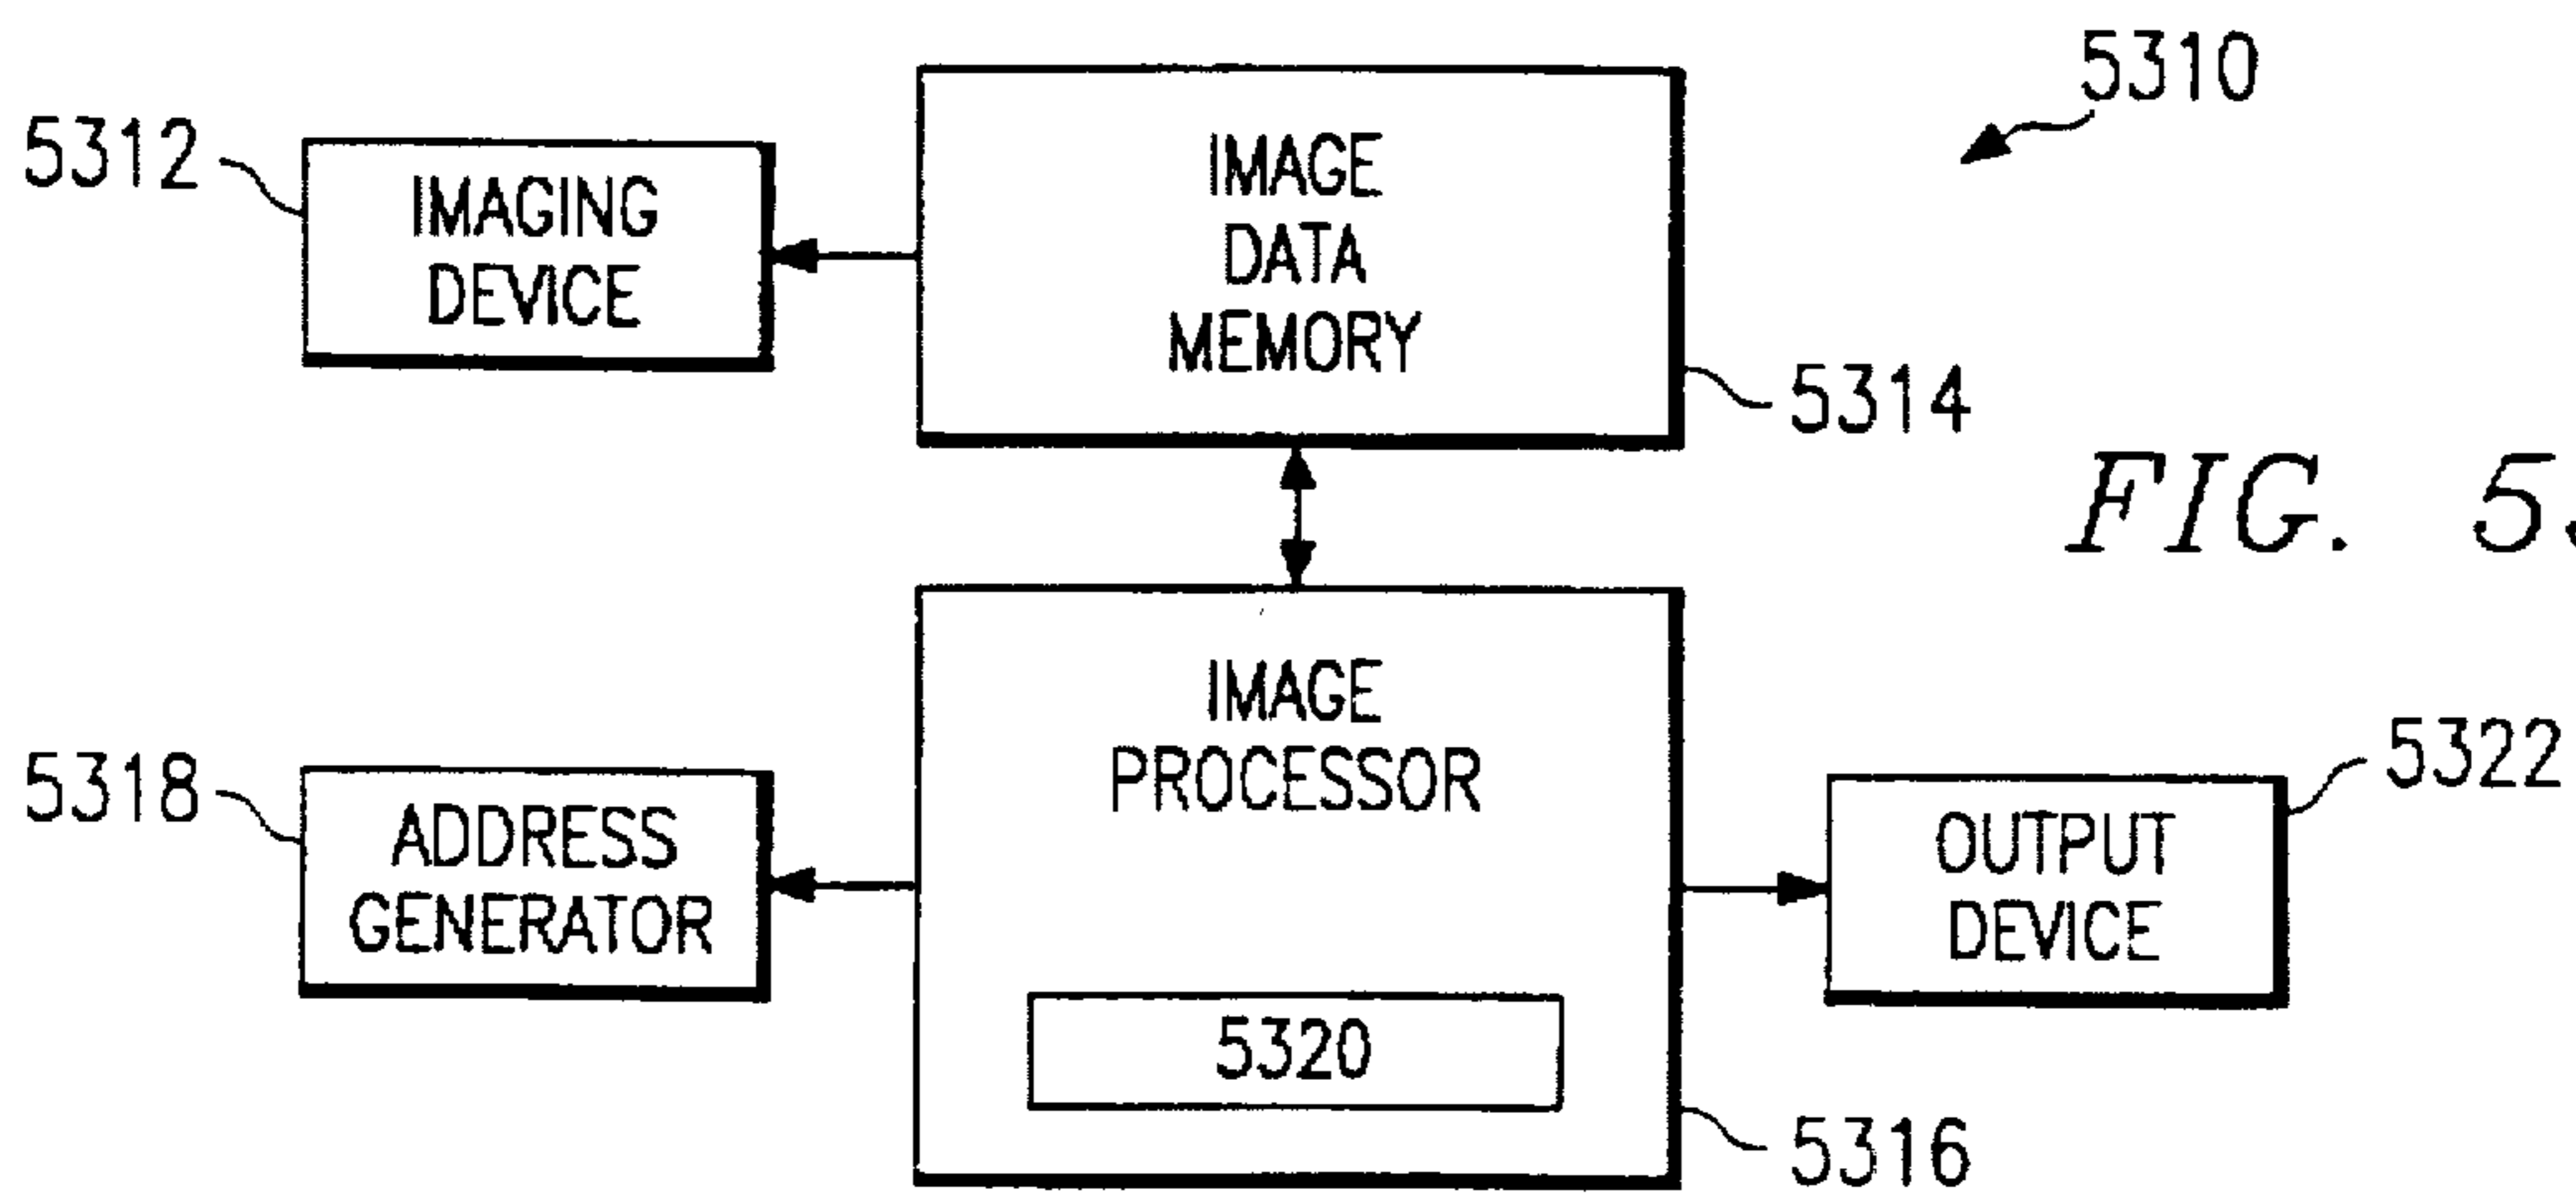 5310
5312
IMAGING
DEVICE
IMAGE
DATA
MEMORY
5314
FIG.
5318
ADDRESS
GENERATOR
IMAGE
PROCESSOR
5320
5316
OUTPUT
DEVICE
5322